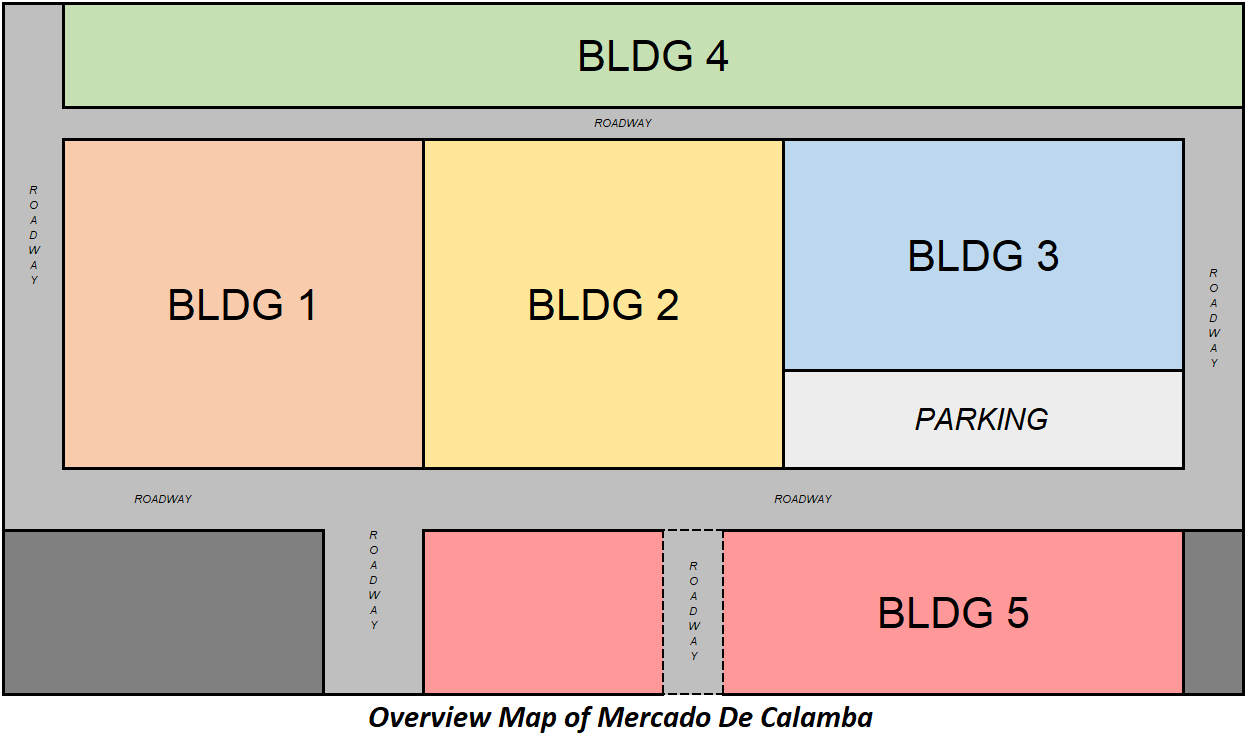 BLDG 4
ROADWAY
ROADWAY
BLDG 1
BLDG 2
BLDG 3
ROADWAY
PARKING
ROADWAY
ROADWAY
ROADWAY
ROADWAY
BLDG 5
Overview Map of Mercado De Calamba